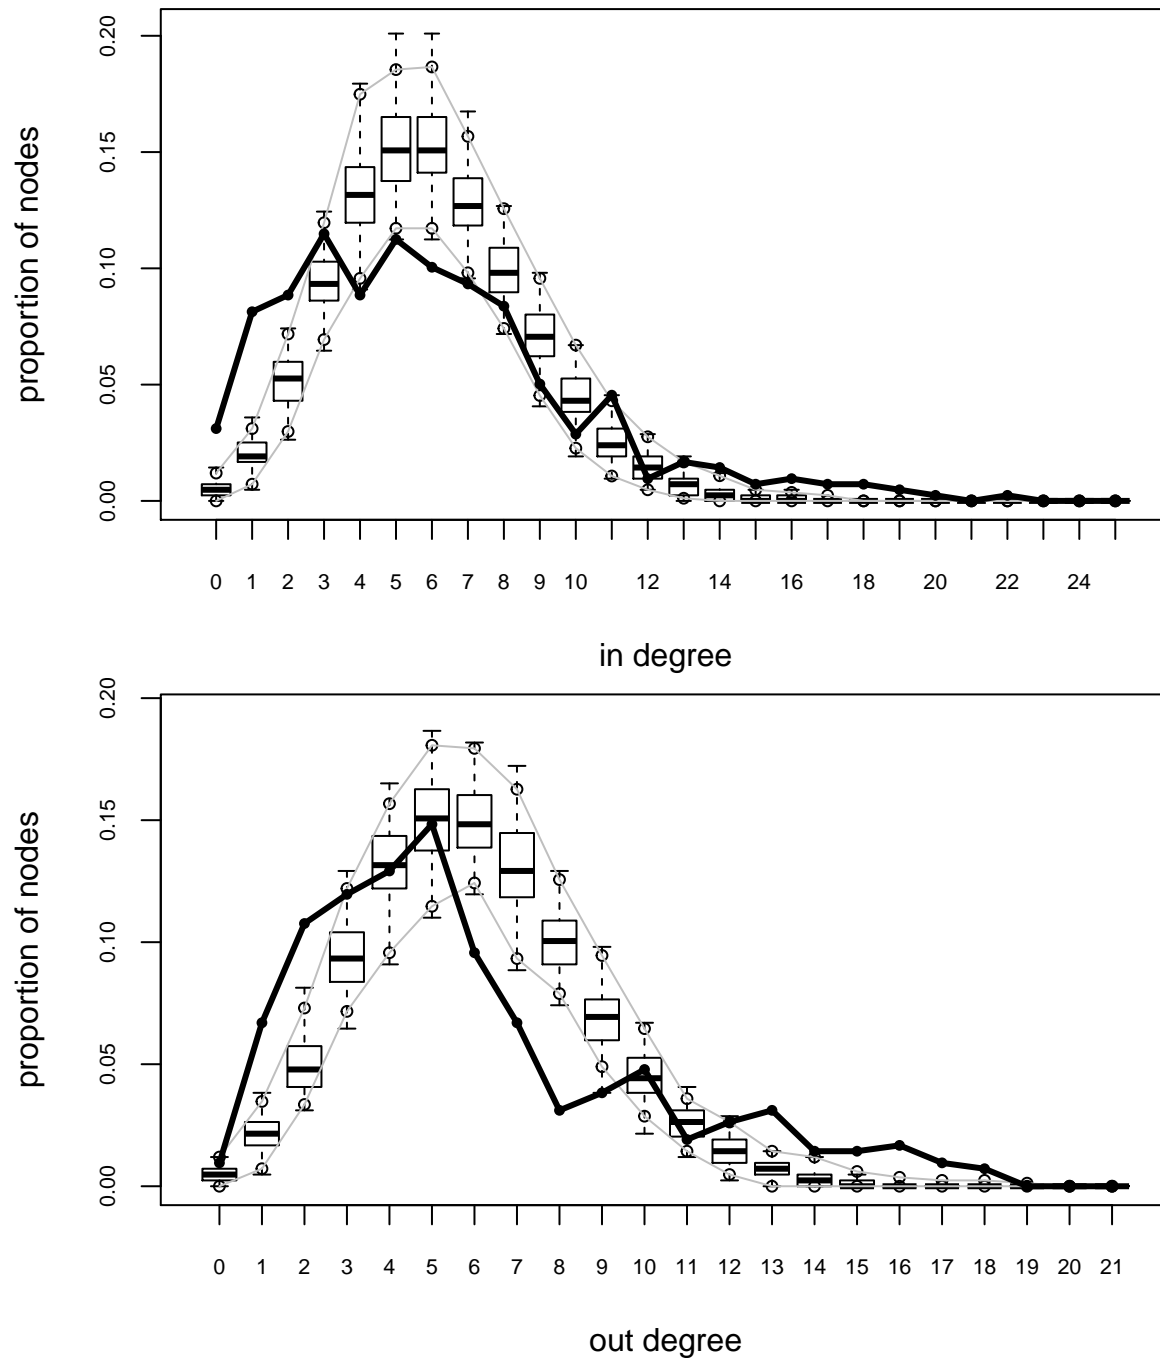 proportion of nodes
0.20
0.15
0.10
0.05
0.00
0 1 2 3 4 5 6 7 8 9 10 12 14 16 18 20 22 24
in degree
proportion of nodes
0.20
0.15
0.10
0.05
0.00
0 1 2 3 4 5 6 7 8 9 10 11 12 13 14 15 16 17 18 19 20 21
out degree